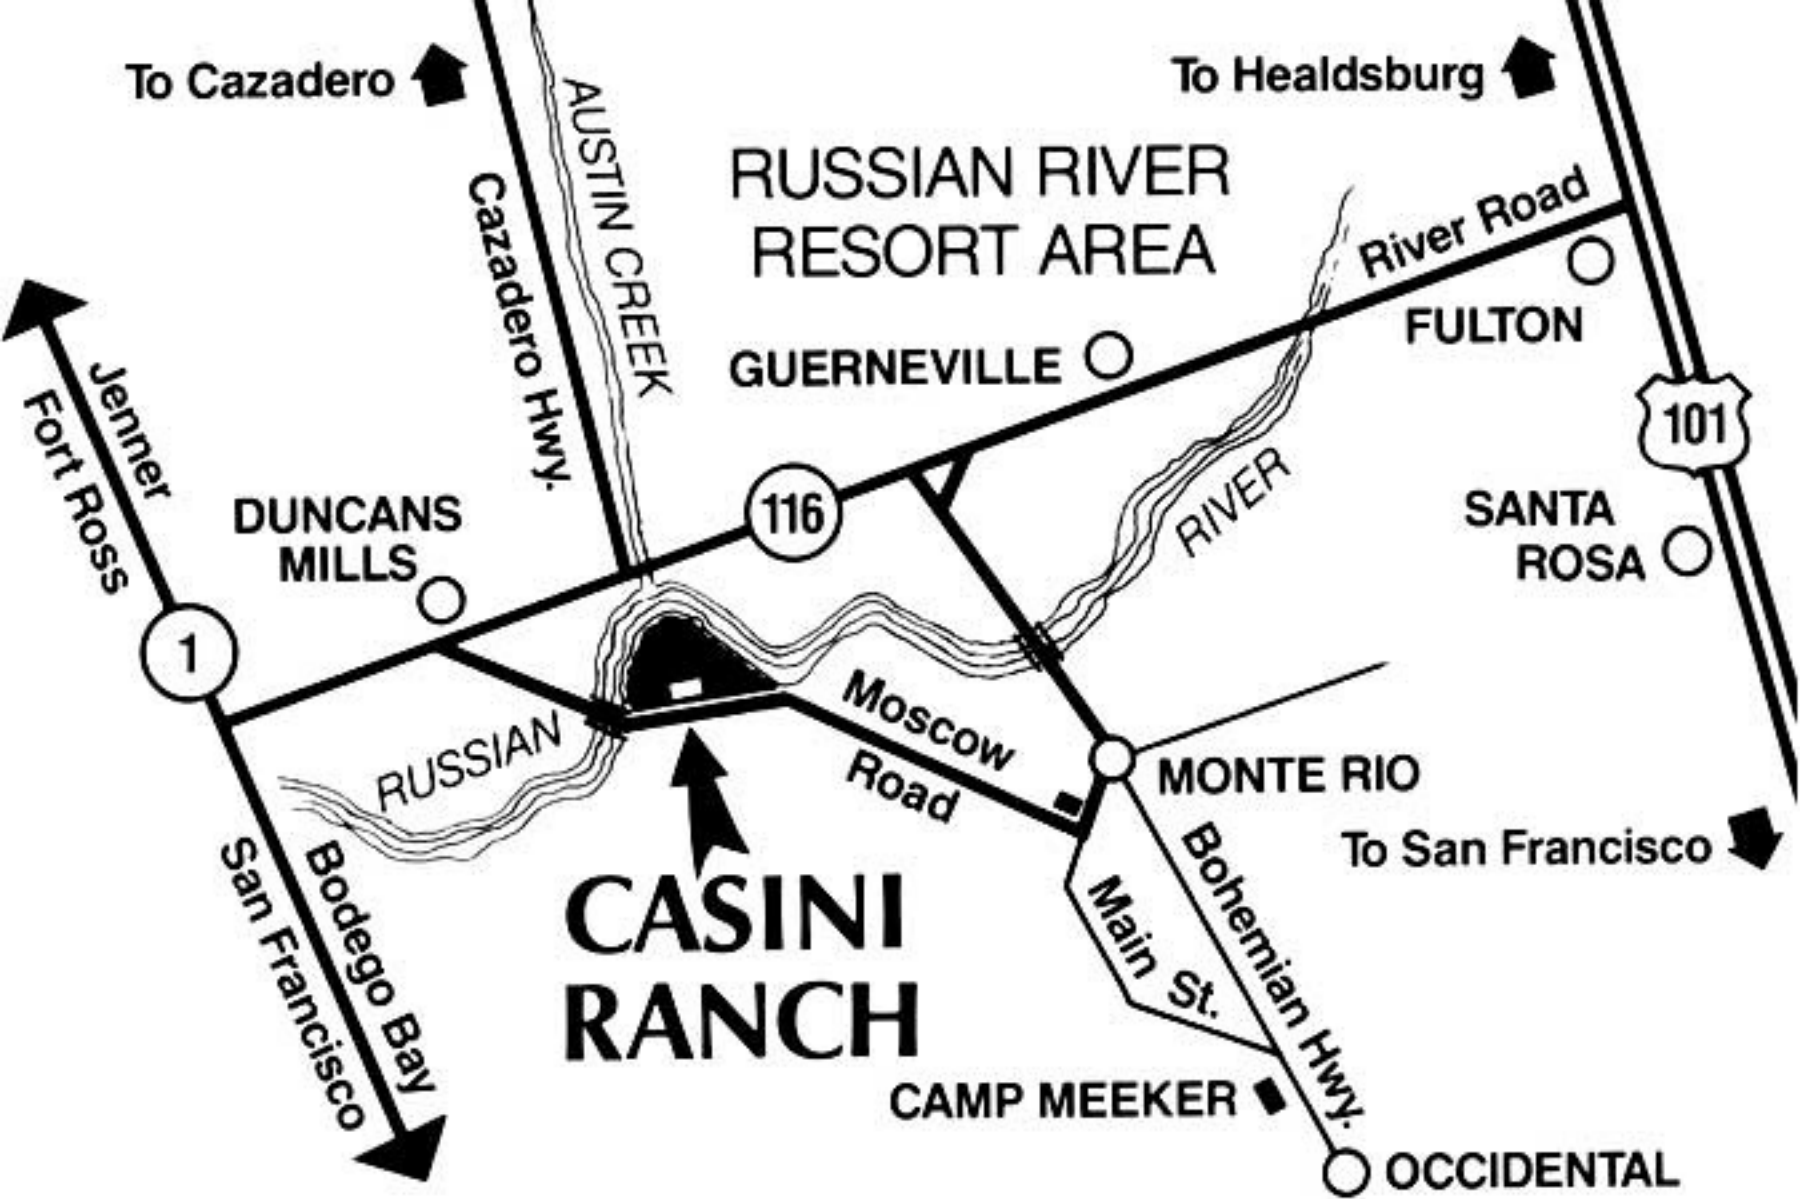 To Cazadero
To Healdsburg
AUSTIN CREEK
Cazadero Hwy.
RUSSIAN RIVER
RESORT AREA
River Road
FULTON
GUERNEVILLE
Jenner
Fort Ross
101
DUNCANS
MILLS
116
RIVER
SANTA
ROSA
1
RUSSIAN
Moscow
Road
MONTE RIO
To San Francisco
Bodego Bay
San Francisco
CASINI
RANCH
Main St.
Bohemian Hwy.
CAMP MEEKER
OCCIDENTAL